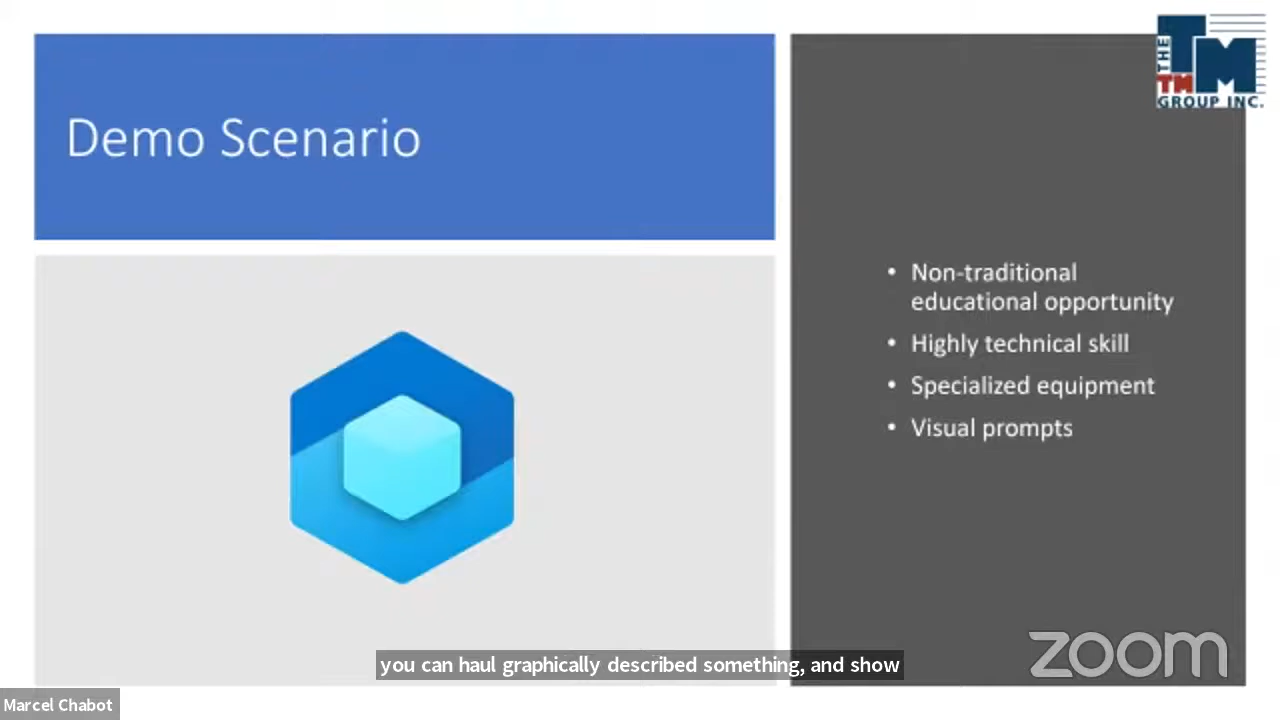 THE
TM
TM
GROUP INC.
Demo Scenario
• Non-traditional
educational opportunity
• Highly technical skill
• Specialized equipment
• Visual prompts
zoom
you can haul graphically described something, and show
Marcel Chabot